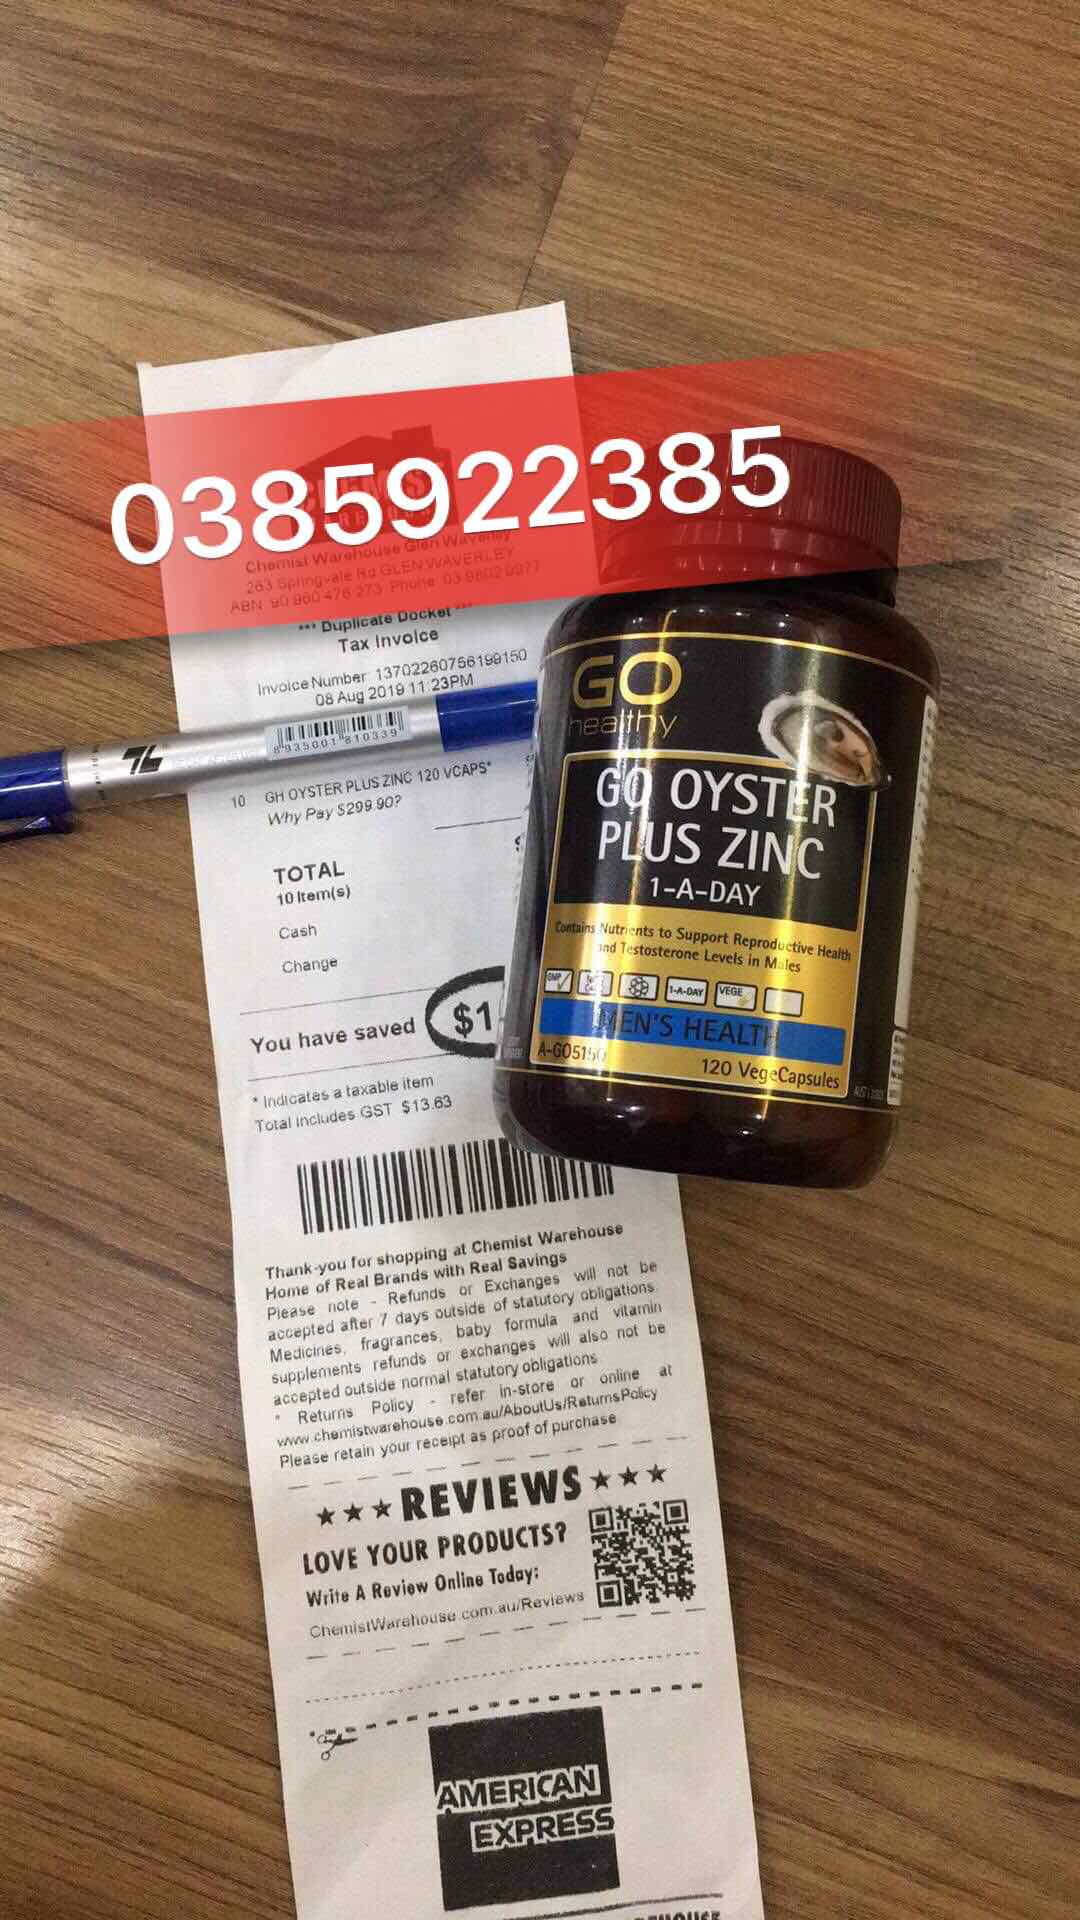 0385922385
Chemist Warehouse Glen Waverley
263 Springvale Rd GLEN WAVERLEY
ABN 90 960 476 273 Phone 03
*** Duplicate Docket ***
Tax Invoice
Invoice Number 13702260756199150
08 Aug 2019 11:23PM
8 935001 810339
10 GH OYSTER PLUS ZINC 120 VCAPS*
Why Pay $299.90?
TOTAL
10 Item(s)
Cash
Change
You have saved $1
* Indicates a taxable item
Total includes GST $13.63
Thank-you for shopping at Chemist Warehouse
Home of Real Brands with Real Savings
Please note - Refunds or Exchanges will not be
accepted after 7 days outside of statutory obligations.
Medicines, fragrances, baby formula and vitamin
supplements refunds or exchanges will also not be
accepted outside normal statutory obligations
* Returns Policy - refer in-store or online at
www.chemistwarehouse.com.au/AboutUs/ReturnsPolicy
Please retain your receipt as proof of purchase
★★★REVIEWS★★★
LOVE YOUR PRODUCTS?
Write A Review Online Today:
ChemistWarehouse.com.au/Reviews
AMERICAN
EXPRESS
GO
healthy
GO OYSTER
PLUS ZINC
1-A-DAY
Contains Nutrients to Support Reproductive Health
and Testosterone Levels in Males
GMP
1-A-DAY
VEGE
MEN'S HEALTH
A-GO5150
120 VegeCapsules